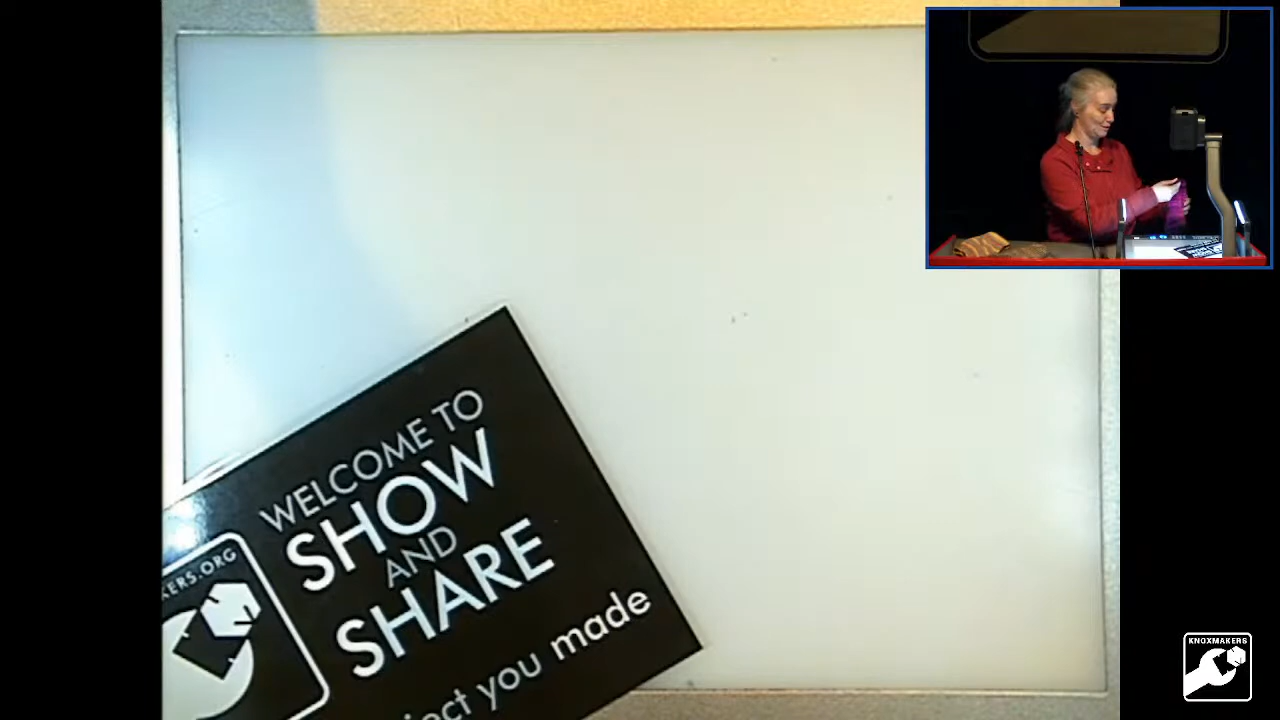 WELCOME TO
SHOW
AND
SHARE
you made
KERS.ORG
KNOXMAKERS